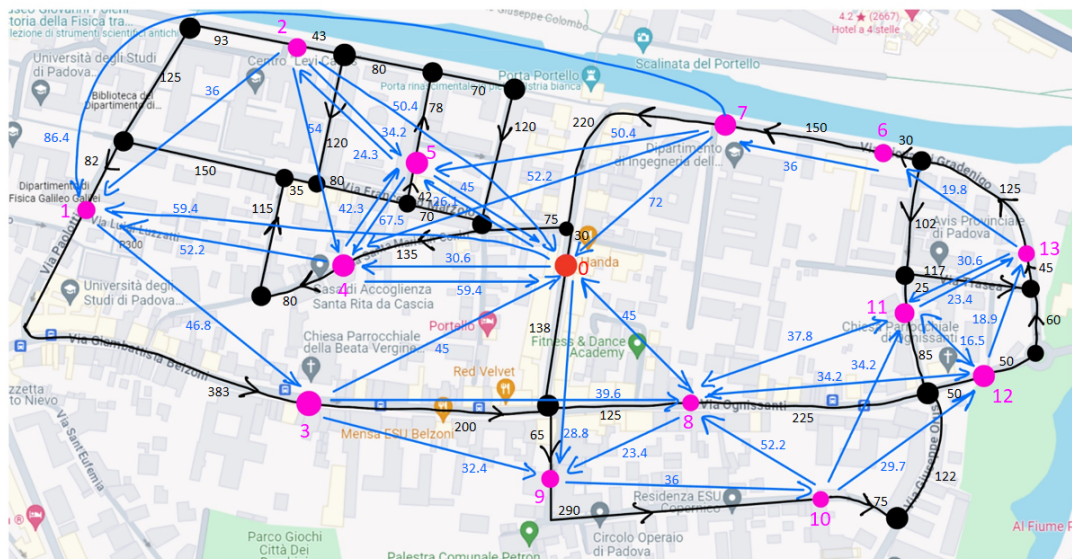 Museo Giovanni Poleni
Storia della Fisica tra...
lezione di strumenti scientifici antichi
via Giuseppe Colombo
4.2 ★ (2667)
Hotel a 4 stelle
93
2
43
Centro Levi-Cases
80
Università degli Studi
di Padova...
125
Biblioteca del
Dipartimento di...
36
50.4
78
70
Porta Portello
Porta rinascimentale
pietra istria bianca
Scalinata del Portello
220
50.4
7
150
6
30
Via
Gradenigo
86.4
54
120
34.2
24.3
5
120
Dipartimento
di Ingegneria dell...
36
19.8
125
82
150
35
80
Via Francesco Marzolo
42
70
45
26.1
52.2
72
Dipartimento di
Fisica Galileo Galilei
1
59.4
115
42.3
67.5
75
30
102
Avis Provinciale
di Padova
13
Via Paolotti
Via Luigi Luzzatti
R300
52.2
135
4
30.6
0
Handa
117
30.6
45
Università degli
Studi di Padova
80
Casa di Accoglienza
Santa Rita da Cascia
59.4
25
23.4
11
18.9
60
46.8
Portello
138
45
Fitness & Dance
Academy
37.8
Chiesa Parrocchiale
di Ognissanti
16.5
Via Giambattista Belzoni
Chiesa Parrocchiale
della Beata Vergine
45
Red Velvet
34.2
85
50
12
383
3
39.6
34.2
50
200
125
8
Via Ognissanti
225
Mensa ESU Belzoni
65
28.8
Via Sant'Eufemia
32.4
23.4
52.2
29.7
122
9
36
Residenza ESU
Copernico
10
75
290
Parco Giochi
Città Dei
Circolo Operaio
di Padova
Palestra Comunale
Al Fiume P